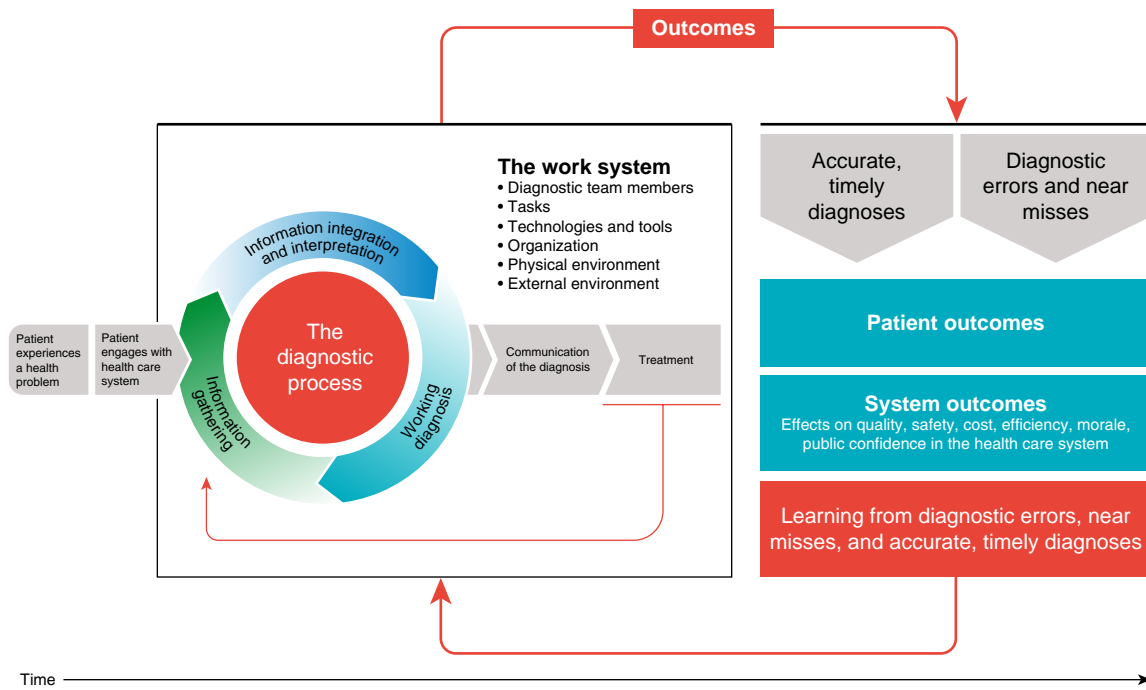 Outcomes
The work system
• Diagnostic team members
• Tasks
• Technologies and tools
• Organization
• Physical environment
• External environment
Information integration
and interpretation
Information
gathering
Working
diagnosis
The
diagnostic
process
Patient
experiences
a health
problem
Patient
engages with
health care
system
Communication
of the diagnosis
Treatment
Accurate,
timely
diagnoses
Diagnostic
errors and near
misses
Patient outcomes
System outcomes
Effects on quality, safety, cost, efficiency, morale,
public confidence in the health care system
Learning from diagnostic errors, near
misses, and accurate, timely diagnoses
Time